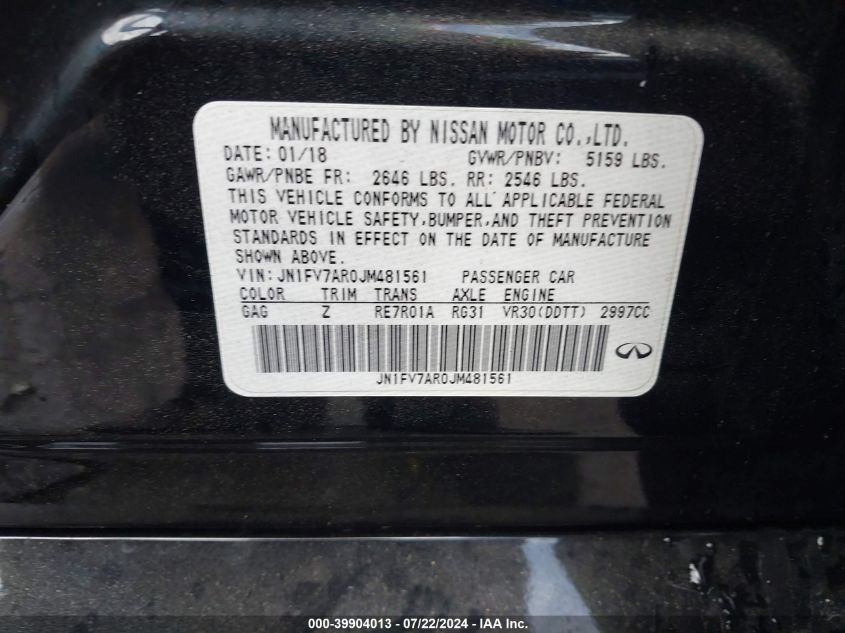 MANUFACTURED BY NISSAN MOTOR CO.,LTD.
DATE: 01/18 GVWR/PNBV: 5159 LBS.
GAWR/PNBE FR: 2646 LBS. RR: 2546 LBS.
THIS VEHICLE CONFORMS TO ALL APPLICABLE FEDERAL
MOTOR VEHICLE SAFETY,BUMPER,AND THEFT PREVENTION
STANDARDS IN EFFECT ON THE DATE OF MANUFACTURE
SHOWN ABOVE.
VIN:JN1FV7AR0JM481561 PASSENGER CAR
COLOR TRIM TRANS AXLE ENGINE
GAG Z RE7R01A RG31 VR30(DDTT) 2997CC
JN1FV7AR0JM481561
000-39904013 - 07/22/2024 - IAA Inc.